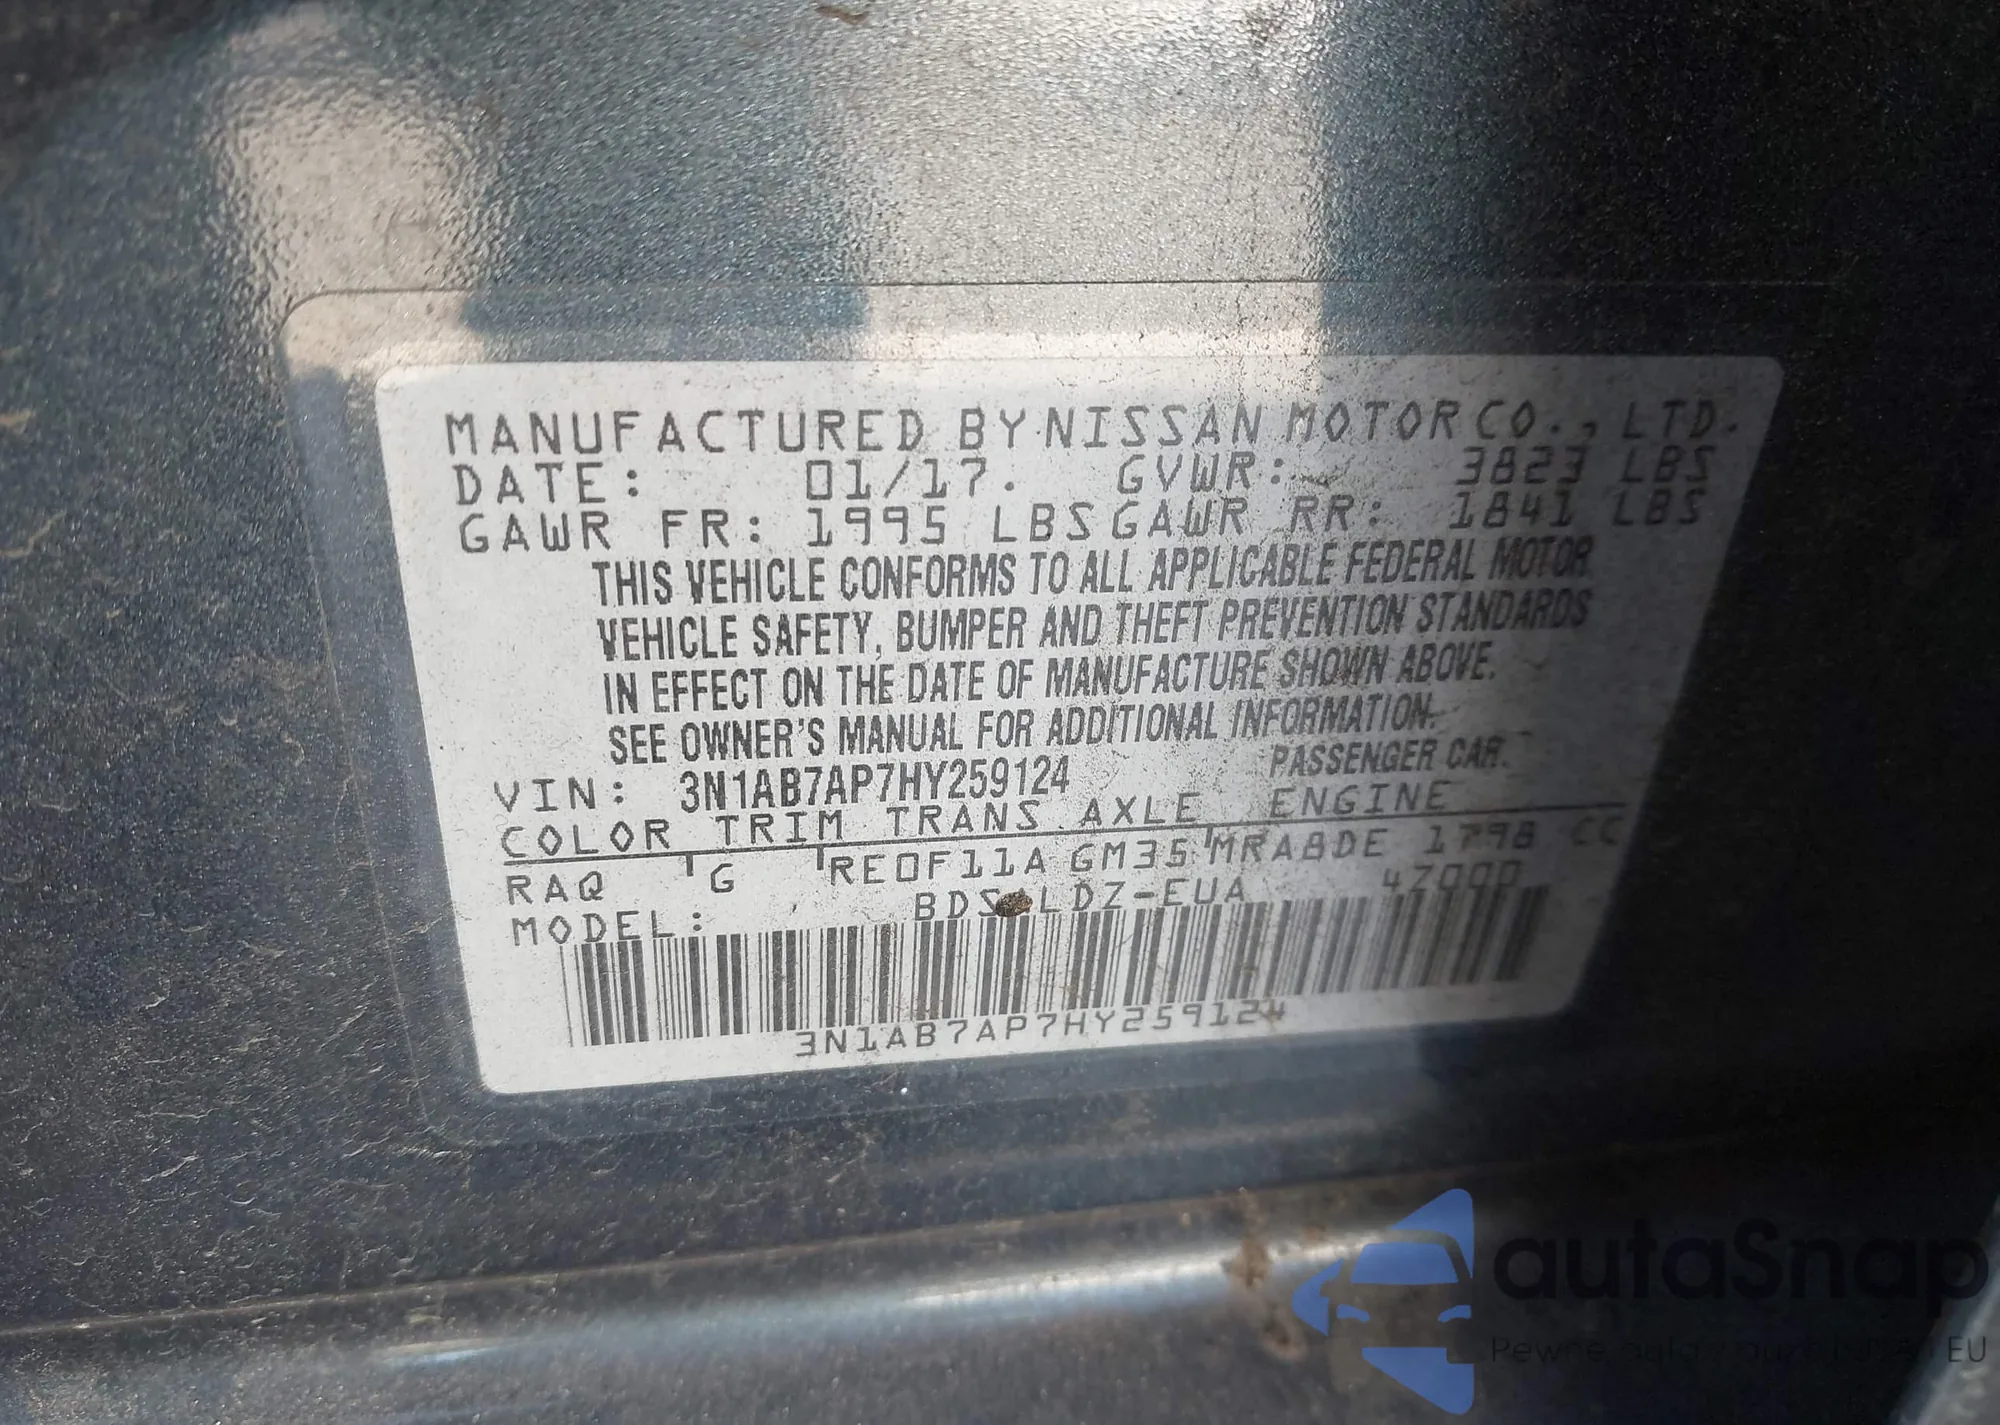 MANUFACTURED BY NISSAN MOTOR CO., LTD.
DATE: 01/17. GVWR: 3823 LBS
GAWR FR: 1995 LBS GAWR RR: 1841 LBS
THIS VEHICLE CONFORMS TO ALL APPLICABLE FEDERAL MOTOR
VEHICLE SAFETY, BUMPER AND THEFT PREVENTION STANDARDS
IN EFFECT ON THE DATE OF MANUFACTURE SHOWN ABOVE.
SEE OWNER'S MANUAL FOR ADDITIONAL INFORMATION.
VIN: 3N1AB7AP7HY259124 PASSENGER CAR.
COLOR TRIM TRANS AXLE ENGINE
RAQ G RE0F11A GM35 MRA8DE 1798 CC
MODEL: 47000
3N1AB7AP7HY259124
autaSnap
Pewne auta z EU